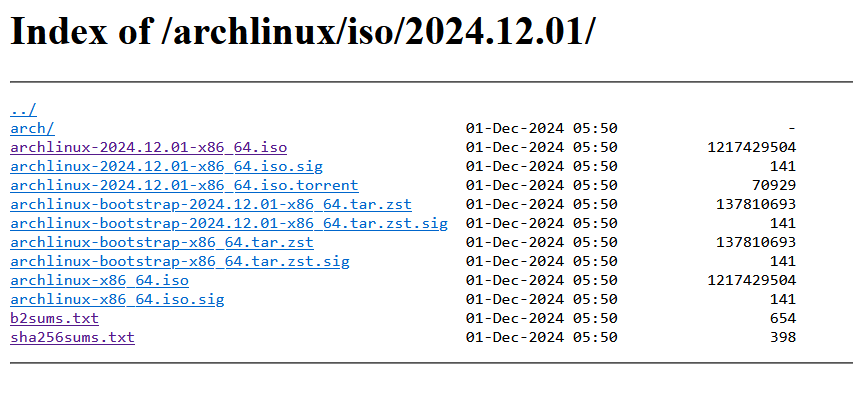 Index of /archlinux/iso/2024.12.01/
../
arch/ 01-Dec-2024 05:50 -
archlinux-2024.12.01-x86_64.iso 01-Dec-2024 05:50 1217429504
archlinux-2024.12.01-x86_64.iso.sig 01-Dec-2024 05:50 141
archlinux-2024.12.01-x86_64.iso.torrent 01-Dec-2024 05:50 70929
archlinux-bootstrap-2024.12.01-x86_64.tar.zst 01-Dec-2024 05:50 137810693
archlinux-bootstrap-2024.12.01-x86_64.tar.zst.sig 01-Dec-2024 05:50 141
archlinux-bootstrap-x86_64.tar.zst 01-Dec-2024 05:50 137810693
archlinux-bootstrap-x86_64.tar.zst.sig 01-Dec-2024 05:50 141
archlinux-x86_64.iso 01-Dec-2024 05:50 1217429504
archlinux-x86_64.iso.sig 01-Dec-2024 05:50 141
b2sums.txt 01-Dec-2024 05:50 654
sha256sums.txt 01-Dec-2024 05:50 398